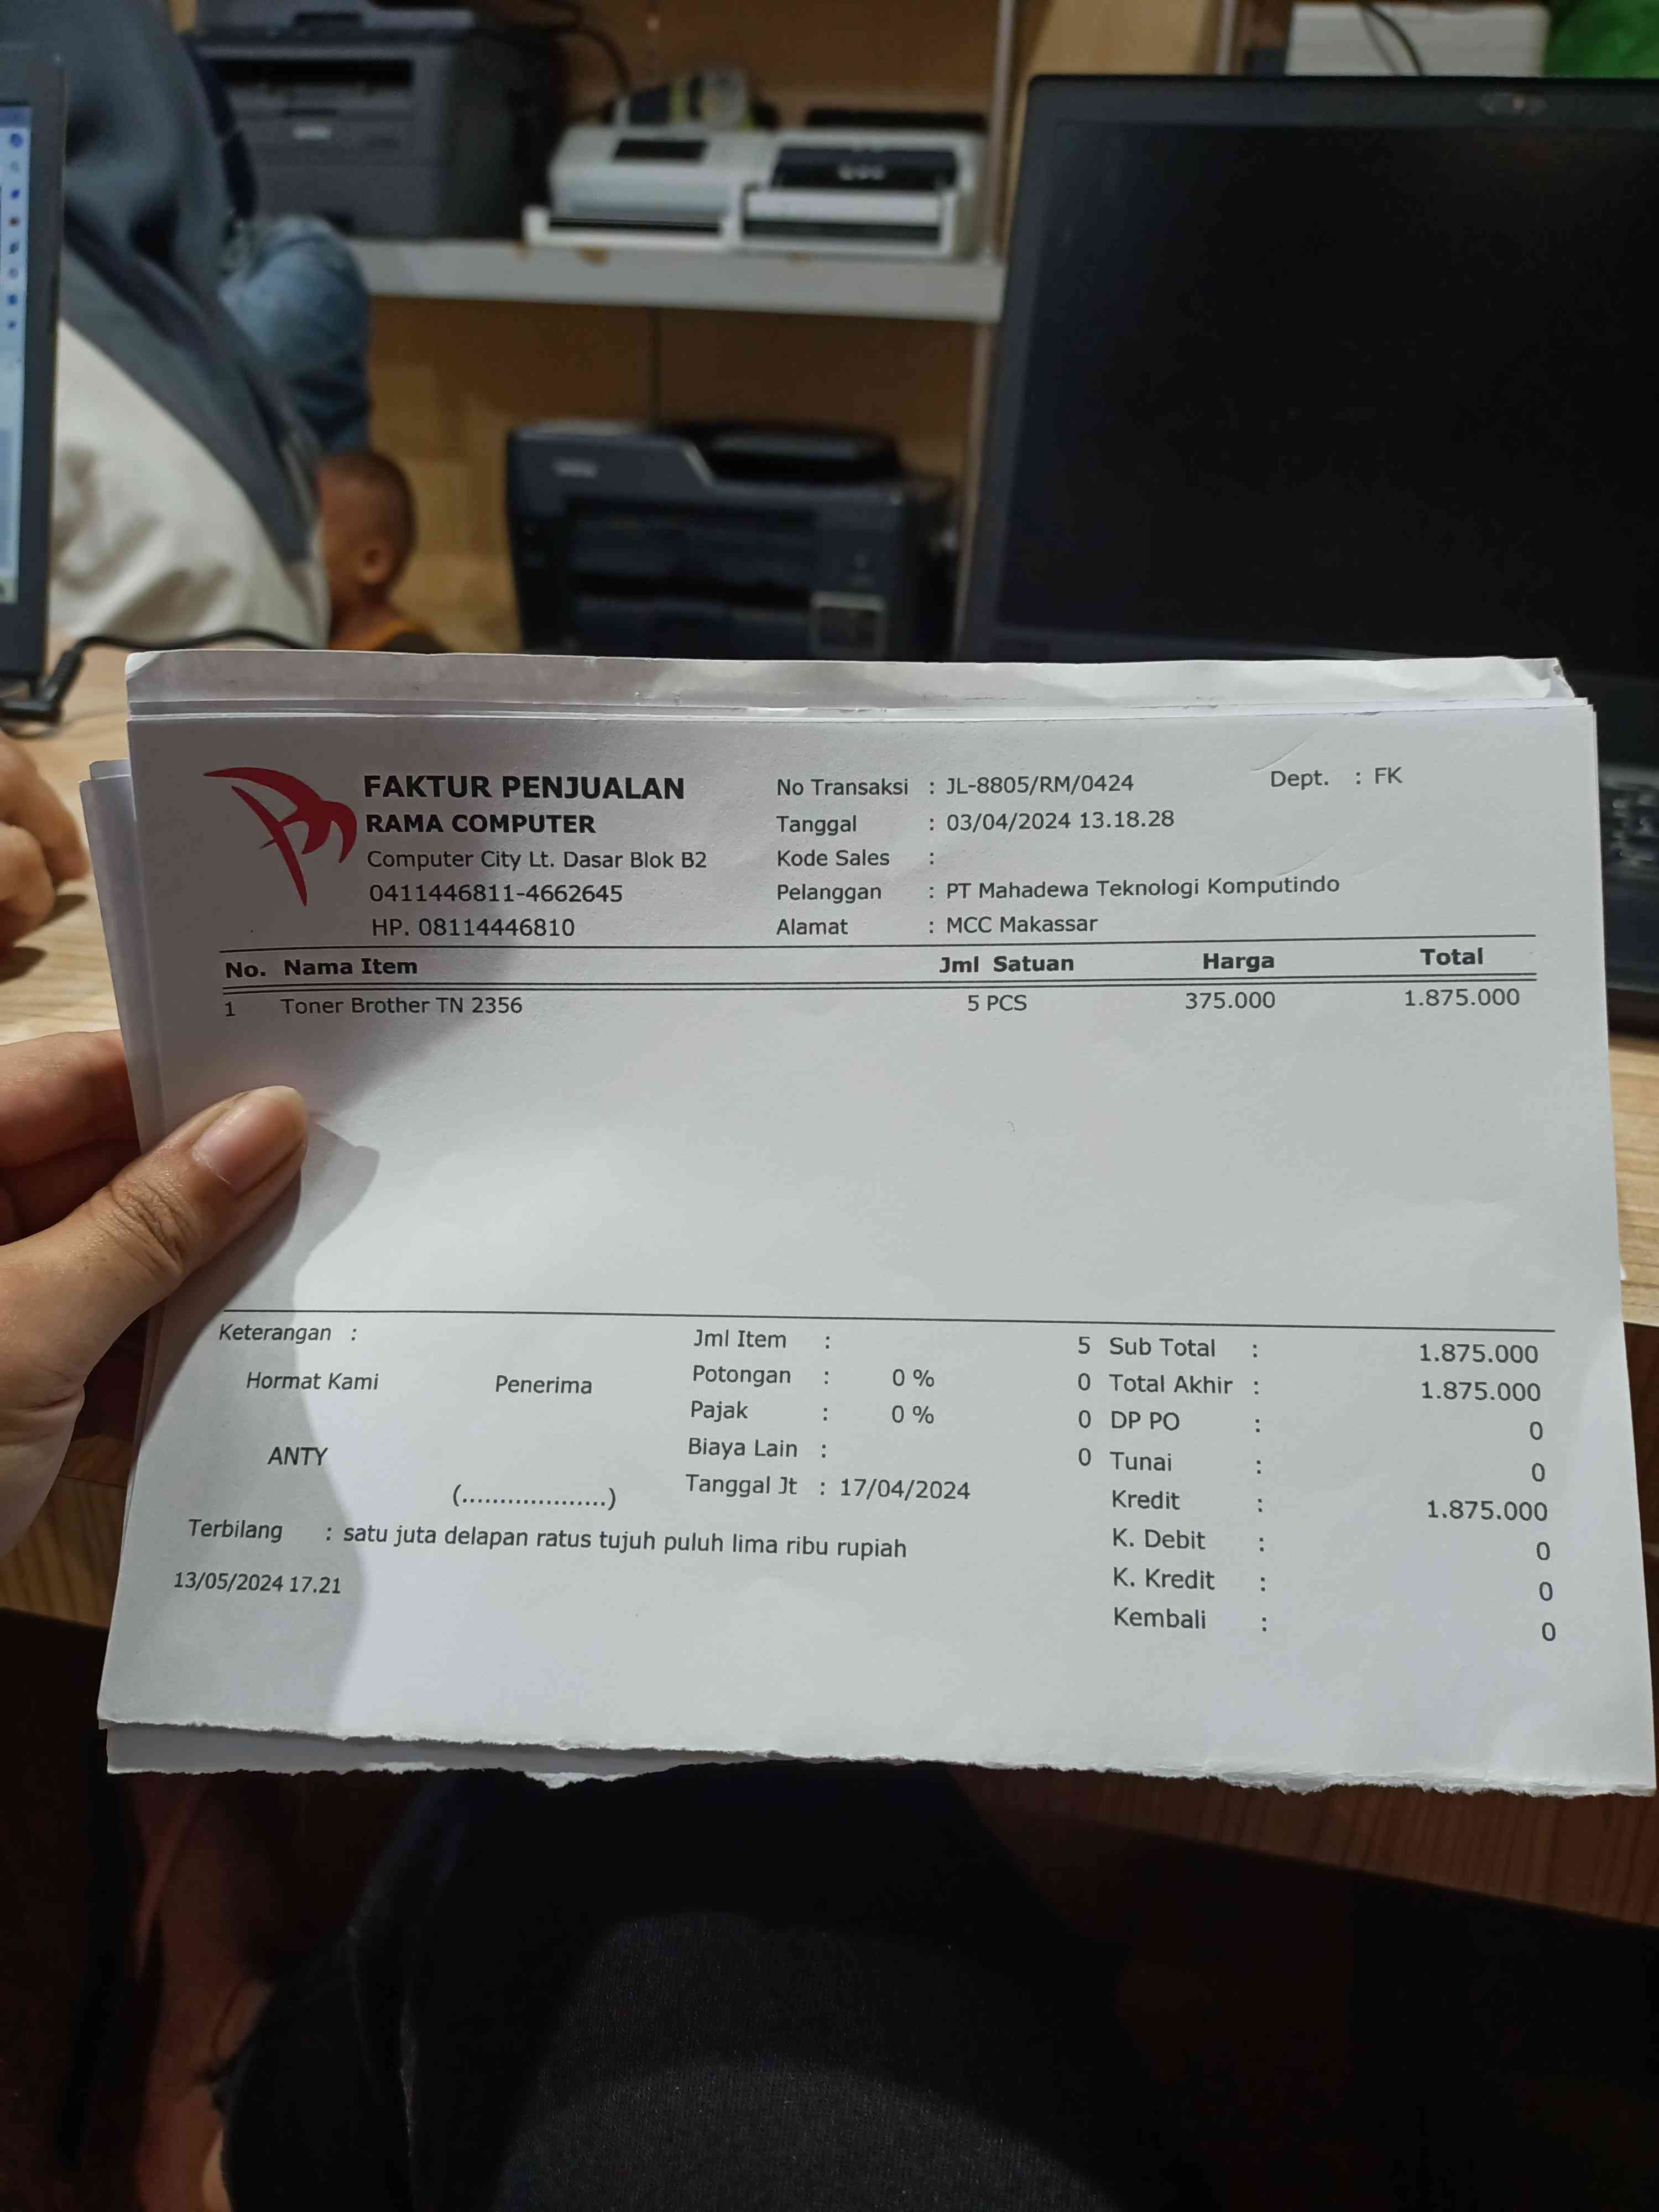 FAKTUR PENJUALAN
RAMA COMPUTER
Computer City Lt. Dasar Blok B2
0411446811-4662645
HP. 08114446810
No Transaksi : JL-8805/RM/0424
Tanggal : 03/04/2024 13.18.28
Kode Sales :
Pelanggan : PT Mahadewa Teknologi Komputindo
Alamat : MCC Makassar
Dept. : FK
No. Nama Item Jml Satuan Harga Total
1 Toner Brother TN 2356 5 PCS 375.000 1.875.000
Keterangan :
Hormat Kami Penerima
ANTY
(...................)
Jml Item : 5
Potongan : 0 % 0
Pajak : 0 % 0
Biaya Lain : 0
Tanggal Jt : 17/04/2024
Sub Total : 1.875.000
Total Akhir : 1.875.000
DP PO : 0
Tunai : 0
Kredit : 1.875.000
K. Debit : 0
K. Kredit : 0
Kembali : 0
Terbilang : satu juta delapan ratus tujuh puluh lima ribu rupiah
13/05/2024 17.21